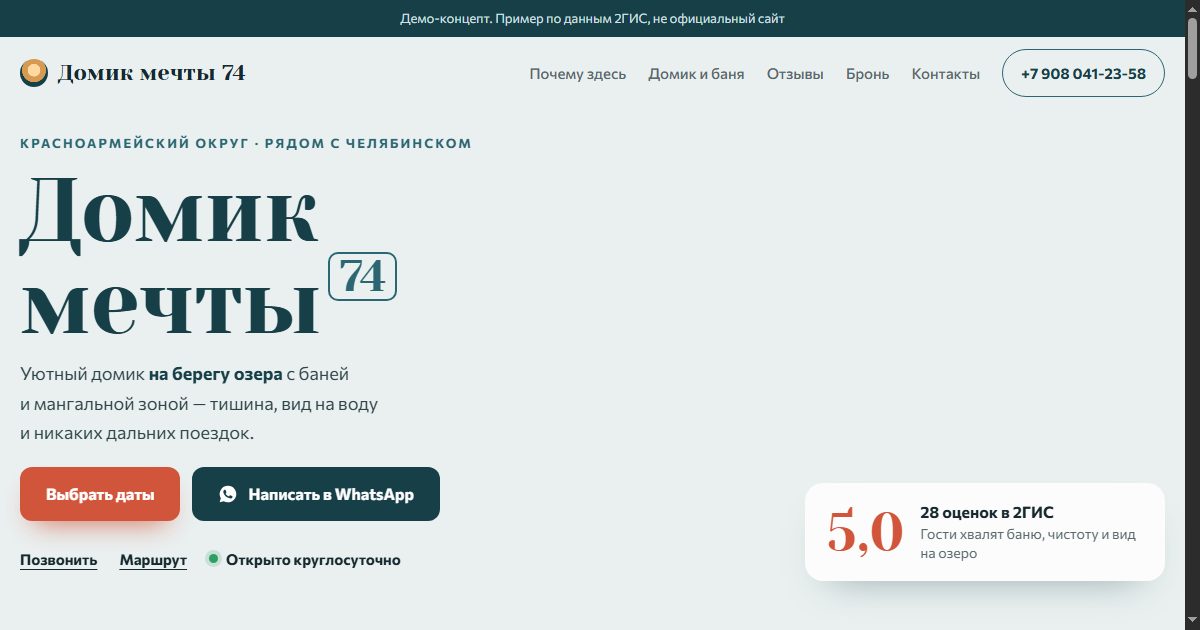 Демо-концепт. Пример по данным 2ГИС, не официальный сайт
Домик мечты 74
Почему здесь
Домик и баня
Отзывы
Бронь
Контакты
+7 908 041-23-58
КРАСНОАРМЕЙСКИЙ ОКРУГ · РЯДОМ С ЧЕЛЯБИНСКОМ
Домик
мечты 74
Уютный домик на берегу озера с баней
и мангальной зоной — тишина, вид на воду
и никаких дальних поездок.
Выбрать даты
Написать в WhatsApp
Позвонить
Маршрут
Открыто круглосуточно
5,0
28 оценок в 2ГИС
Гости хвалят баню, чистоту и вид
на озеро